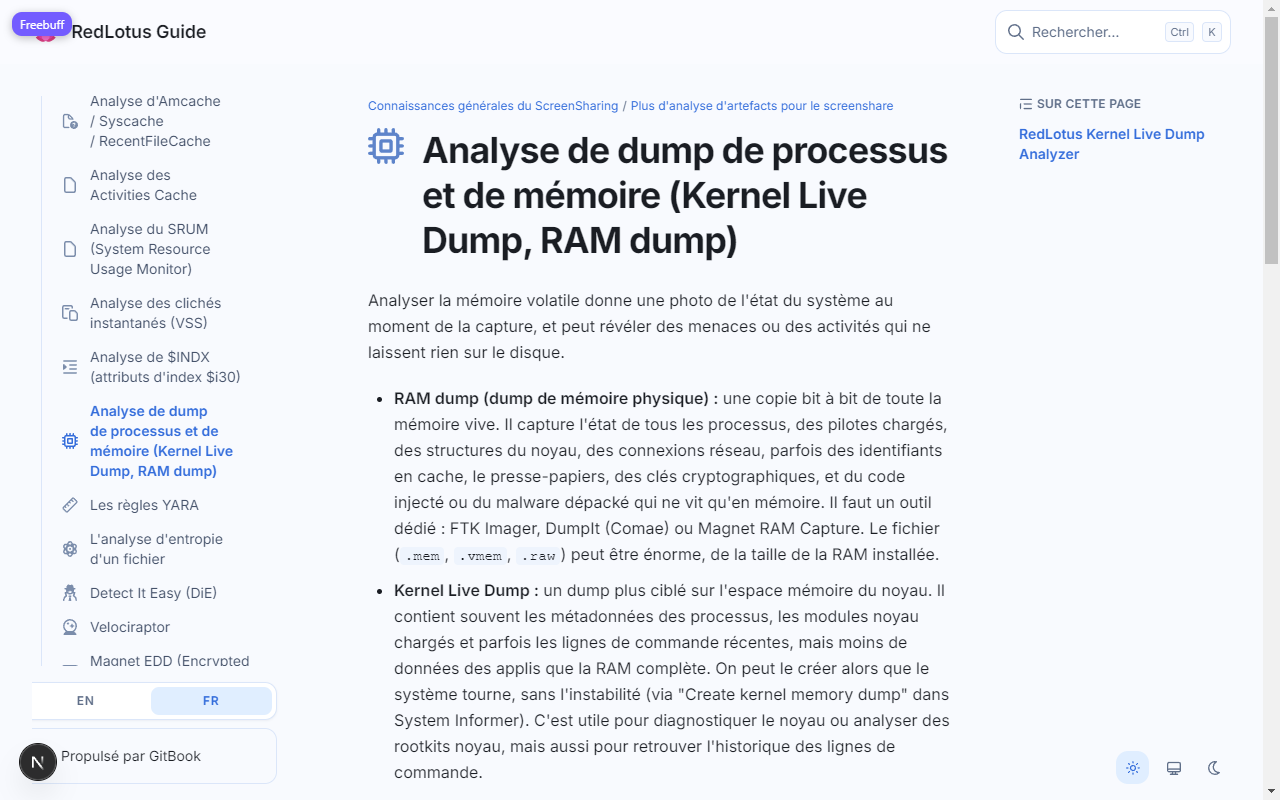 Freebuff
RedLotus Guide
Rechercher...
Ctrl
K
Analyse d'Amcache
/ Syscache
/ RecentFileCache
Analyse des
Activities Cache
Analyse du SRUM
(System Resource
Usage Monitor)
Analyse des clichés
instantanés (VSS)
Analyse de $INDX
(attributs d'index $i30)
Analyse de dump
de processus et de
mémoire (Kernel Live
Dump, RAM dump)
Les règles YARA
L'analyse d'entropie
d'un fichier
Detect It Easy (DiE)
Velociraptor
Magnet EDD (Encrypted
EN
FR
Propulsé par GitBook
N
Connaissances générales du ScreenSharing / Plus d'analyse d'artefacts pour le screenshare
Analyse de dump de processus
et de mémoire (Kernel Live
Dump, RAM dump)
Analyser la mémoire volatile donne une photo de l'état du système au
moment de la capture, et peut révéler des menaces ou des activités qui ne
laissent rien sur le disque.
• RAM dump (dump de mémoire physique) : une copie bit à bit de toute la
mémoire vive. Il capture l'état de tous les processus, des pilotes chargés,
des structures du noyau, des connexions réseau, parfois des identifiants
en cache, le presse-papiers, des clés cryptographiques, et du code
injecté ou du malware dépacké qui ne vit qu'en mémoire. Il faut un outil
dédié : FTK Imager, DumpIt (Comae) ou Magnet RAM Capture. Le fichier
(.mem, .vmem, .raw) peut être énorme, de la taille de la RAM installée.
• Kernel Live Dump : un dump plus ciblé sur l'espace mémoire du noyau. Il
contient souvent les métadonnées des processus, les modules noyau
chargés et parfois les lignes de commande récentes, mais moins de
données des applis que la RAM complète. On peut le créer alors que le
système tourne, sans l'instabilité (via "Create kernel memory dump" dans
System Informer). C'est utile pour diagnostiquer le noyau ou analyser des
rootkits noyau, mais aussi pour retrouver l'historique des lignes de
commande.
SUR CETTE PAGE
RedLotus Kernel Live Dump
Analyzer